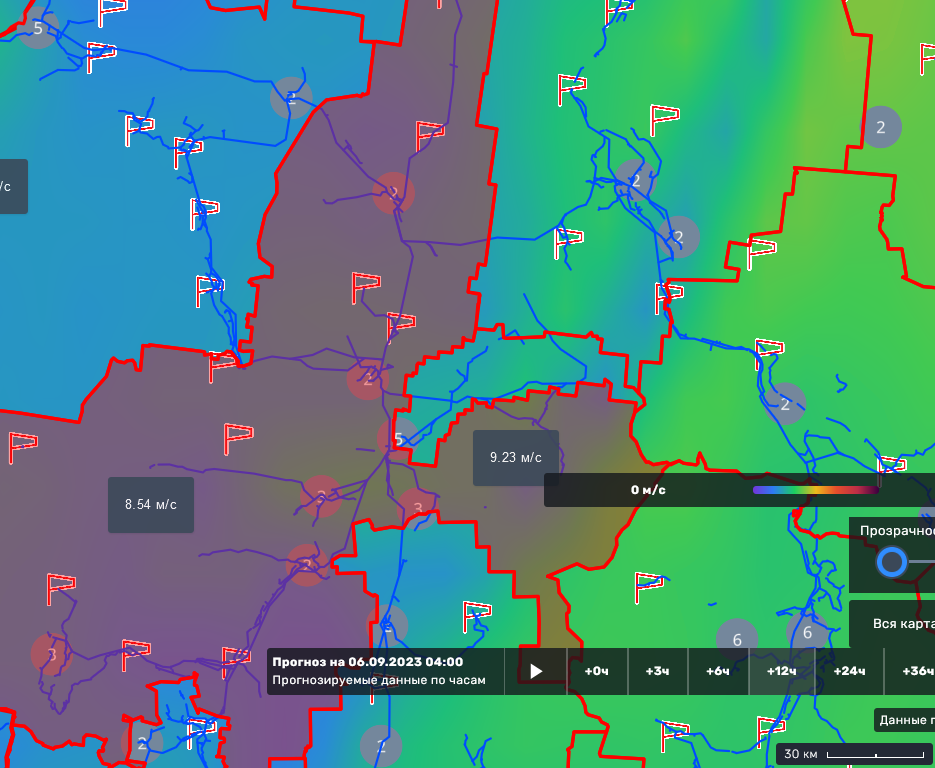 5
2
2
/с
2
2
2
2
2
5
9.23 м/с
0 м/с
3
8.54 м/с
3
Прозрачнос
2
Вся карта
6
6
3
Прогноз на 06.09.2023 04:00
Прогнозируемые данные по часам
+0ч
+3ч
+6ч
+12ч
+24ч
+36ч
Данные п
2
2
30 км